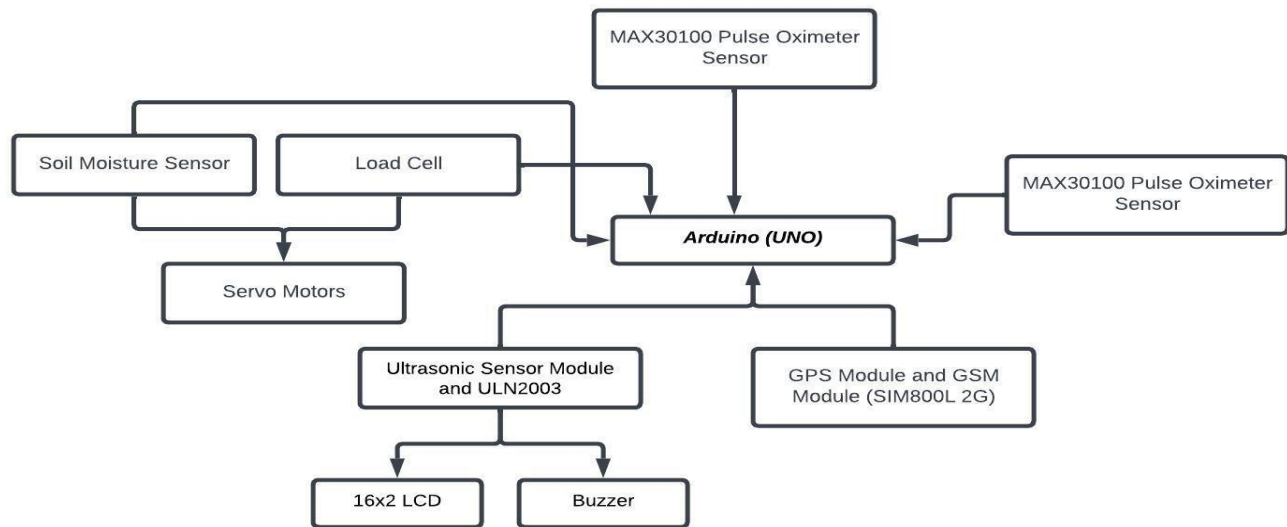 MAX30100 Pulse Oximeter
Sensor
Soil Moisture Sensor
Load Cell
MAX30100 Pulse Oximeter
Sensor
Arduino (UNO)
Servo Motors
Ultrasonic Sensor Module
and ULN2003
GPS Module and GSM
Module (SIM800L 2G)
16x2 LCD
Buzzer